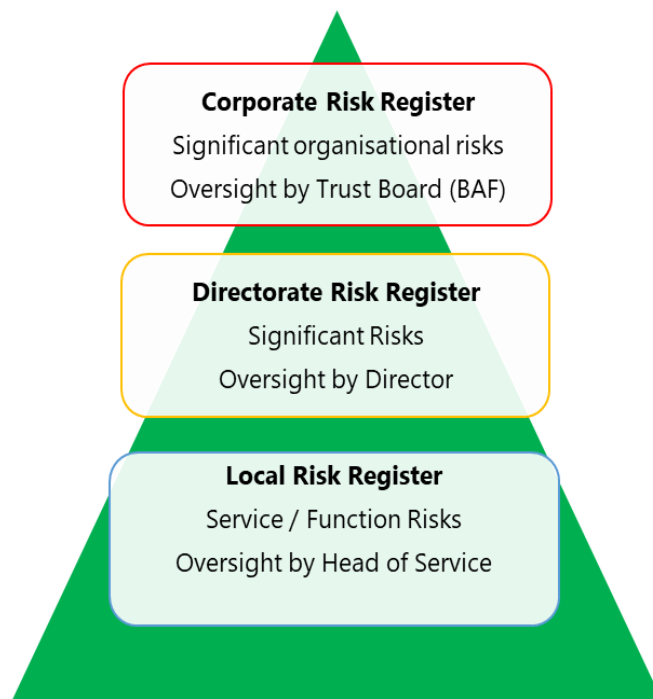 Corporate Risk Register
Significant organisational risks
Oversight by Trust Board (BAF)
Directorate Risk Register
Significant Risks
Oversight by Director
Local Risk Register
Service / Function Risks
Oversight by Head of Service